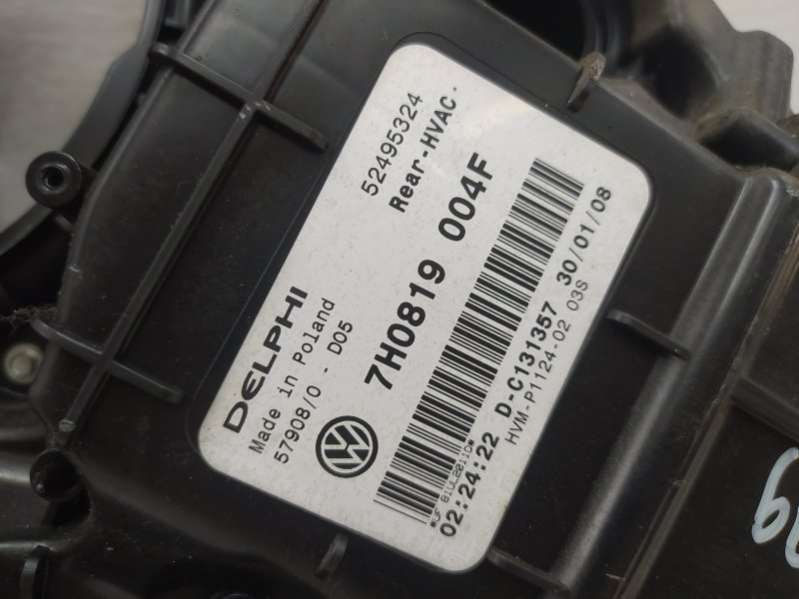 52495324
Rear-HVAC.
DELPHI
Made in Poland
57908/0 - D05
7H0819 004F
VW
02:24:22 D-C131357 30/01/08
HVM-P1124-02 03S